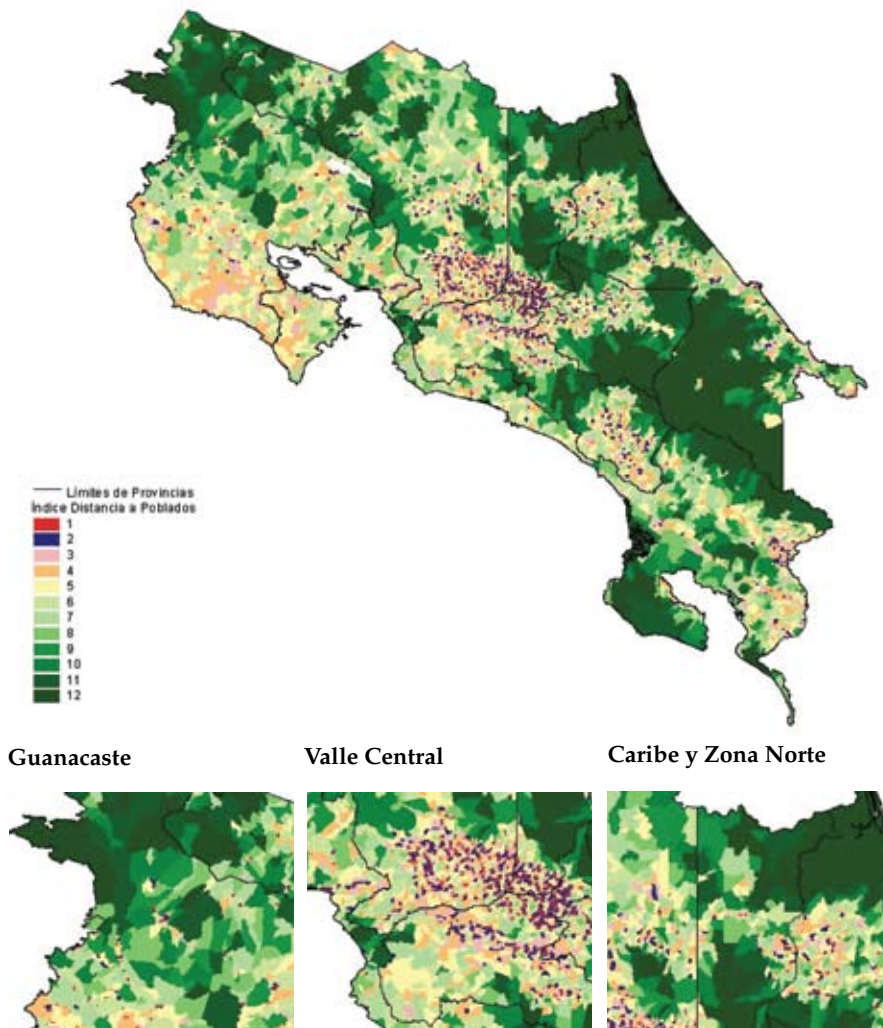 Límites de Provincias
Índice Distancia a Poblados
1
2
3
4
5
6
7
8
9
10
11
12
Guanacaste
Valle Central
Caribe y Zona Norte